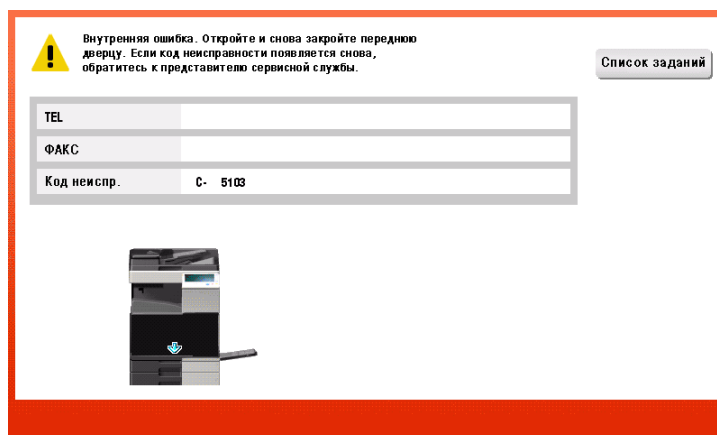 Внутренняя ошибка. Откройте и снова закройте переднюю
дверцу. Если код неисправности появляется снова,
обратитесь к представителю сервисной службы.
Список заданий
TEL
ФАКС
Код неиспр. C- 5103